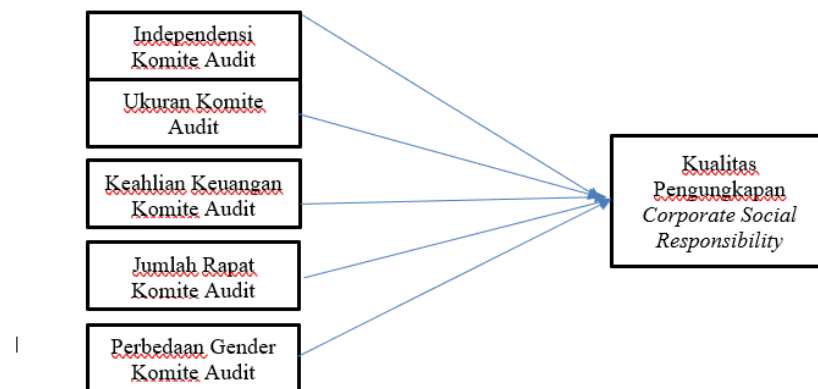 Independensi
Komite Audit
Ukuran Komite
Audit
Keahlian Keuangan
Komite Audit
Jumlah Rapat
Komite Audit
Perbedaan Gender
Komite Audit
Kualitas
Pengungkapan
Corporate Social
Responsibility